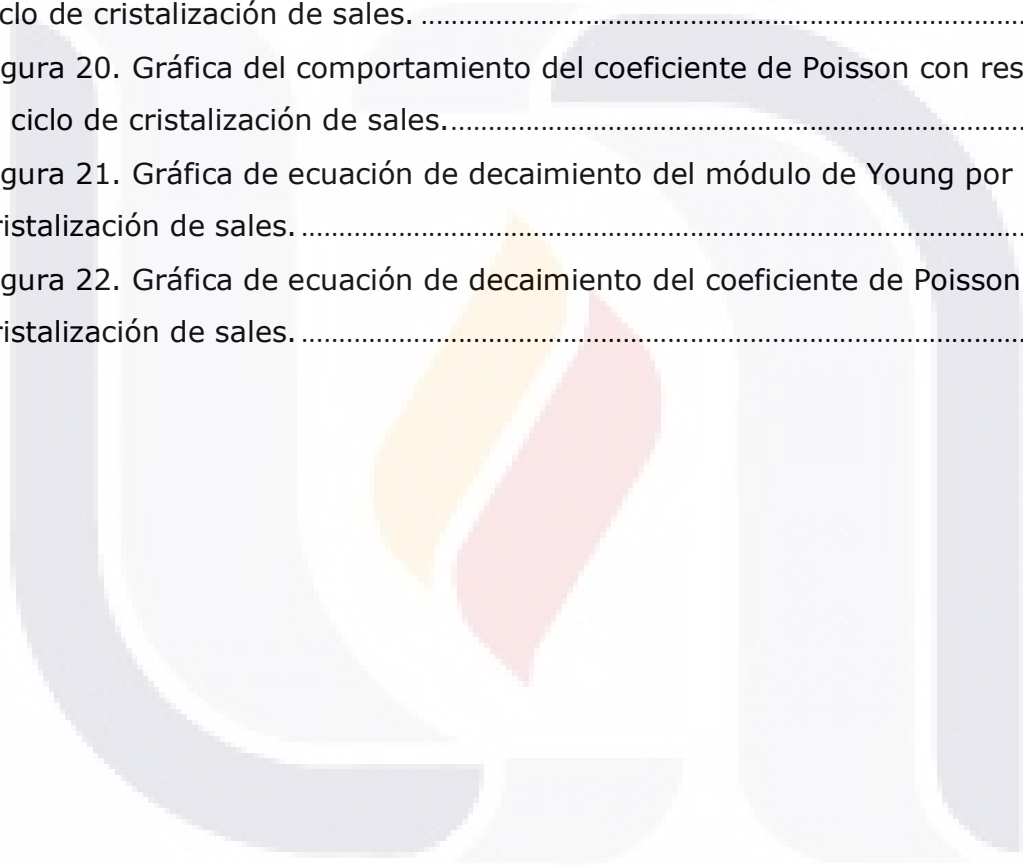 clo de cristalización de sales. ........................................................................
gura 20. Gráfica del comportamiento del coeficiente de Poisson con res
ciclo de cristalización de sales. ....................................................................
gura 21. Gráfica de ecuación de decaimiento del módulo de Young por
ristalización de sales. ....................................................................................
gura 22. Gráfica de ecuación de decaimiento del coeficiente de Poisson
ristalización de sales. ....................................................................................